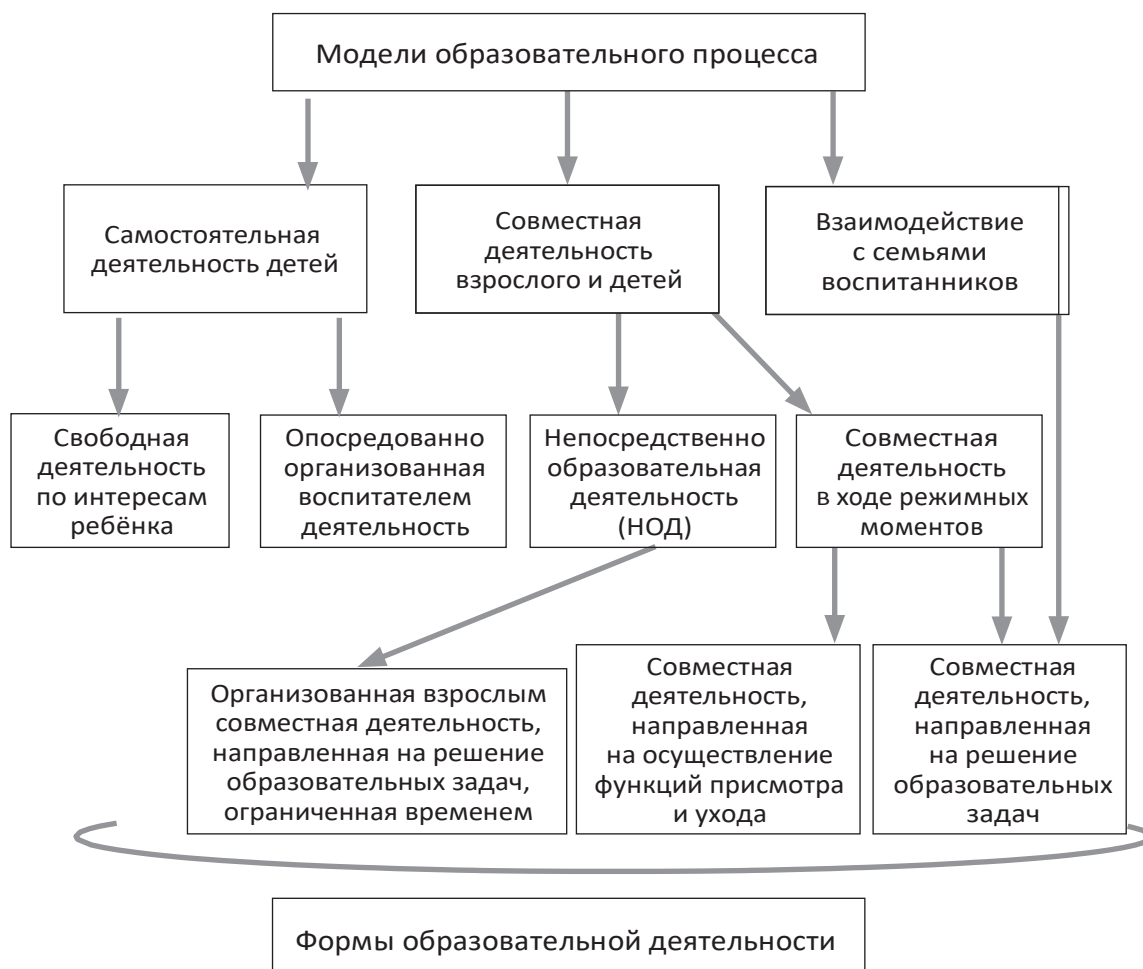 Модели образовательного процесса
Самостоятельная
деятельность детей
Совместная
деятельность
взрослого и детей
Взаимодействие
с семьями
воспитанников
Свободная
деятельность
по интересам
ребёнка
Опосредованно
организованная
воспитателем
деятельность
Непосредственно
образовательная
деятельность
(НОД)
Совместная
деятельность
в ходе режимных
моментов
Организованная взрослым
совместная деятельность,
направленная на решение
образовательных задач,
ограниченная временем
Совместная
деятельность,
направленная
на осуществление
функций присмотра
и ухода
Совместная
деятельность,
направленная
на решение
образовательных
задач
Формы образовательной деятельности